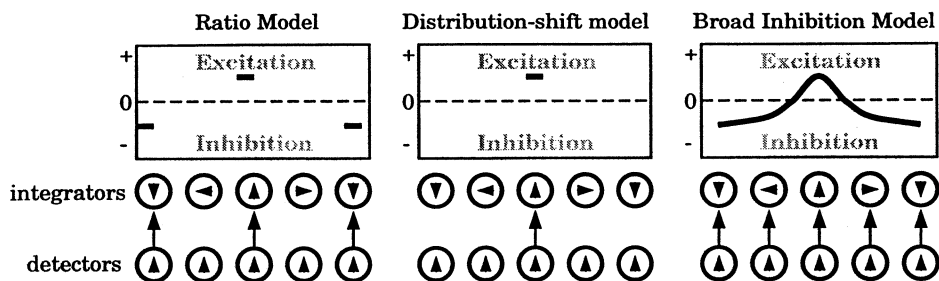 Ratio Model
Distribution-shift model
Broad Inhibition Model
+
Excitation
0
Inhibition
-
+
Excitation
0
Inhibition
-
+
Excitation
0
Inhibition
-
integrators
detectors